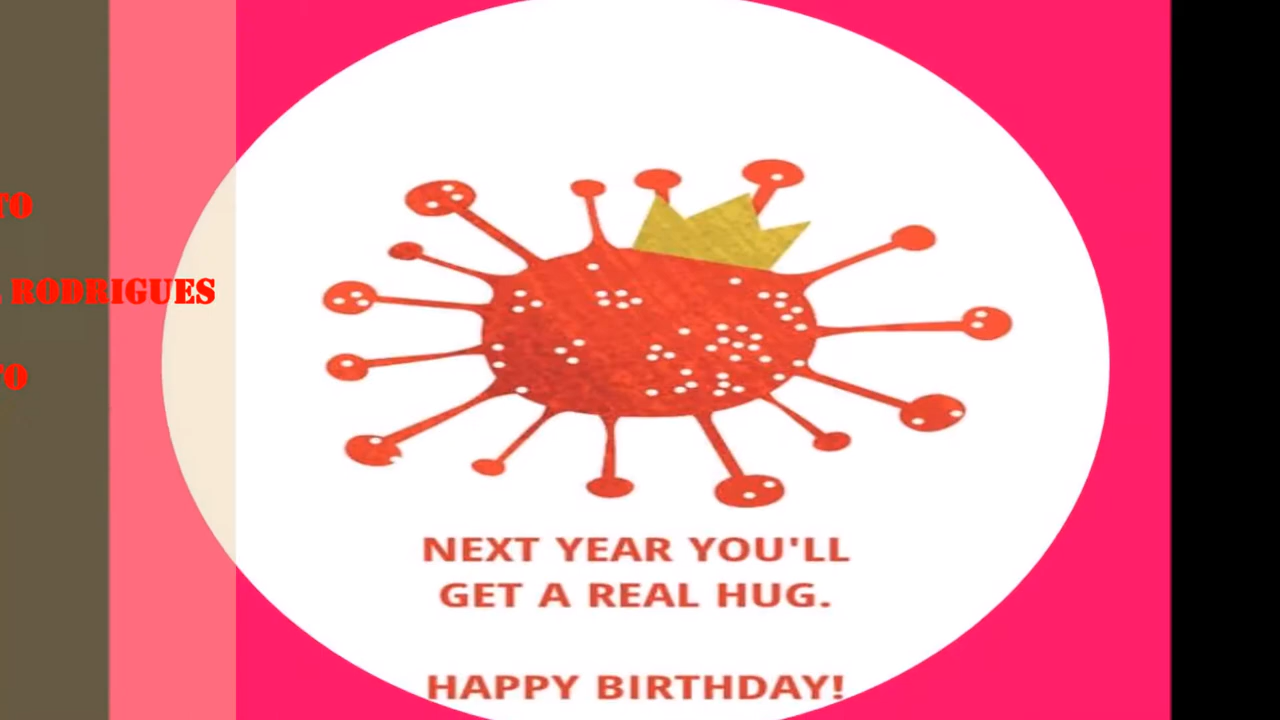 TO
RODRIGUES
TO
NEXT YEAR YOU'LL
GET A REAL HUG.
HAPPY BIRTHDAY!